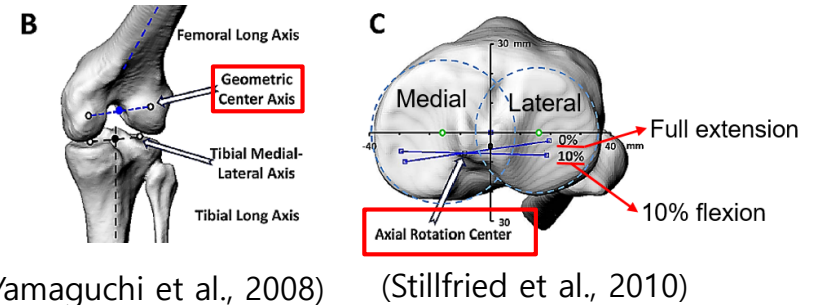 B
Femoral Long Axis
Geometric
Center Axis
Tibial Medial-
Lateral Axis
Tibial Long Axis
C
30 mm
Medial
Lateral
0%
Full extension
-40
40 mm
10%
10% flexion
30
Axial Rotation Center
Yamaguchi et al., 2008)
(Stillfried et al., 2010)